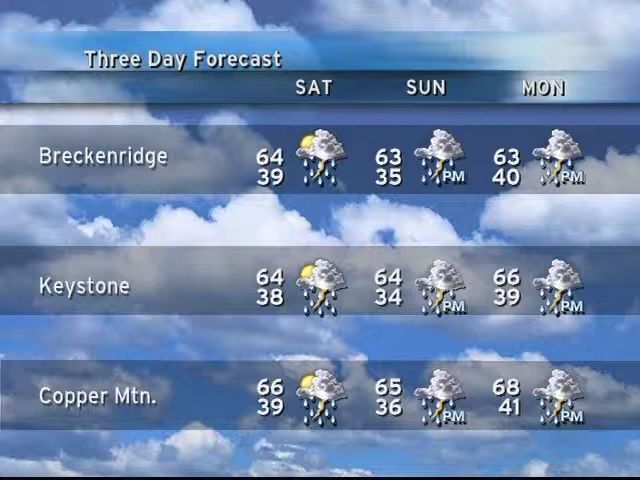 Three Day Forecast
SAT SUN MON
Breckenridge 64 63 63
39 35 PM 40 PM
Keystone 64 64 66
38 34 PM 39 PM
Copper Mtn. 66 65 68
39 36 PM 41 PM